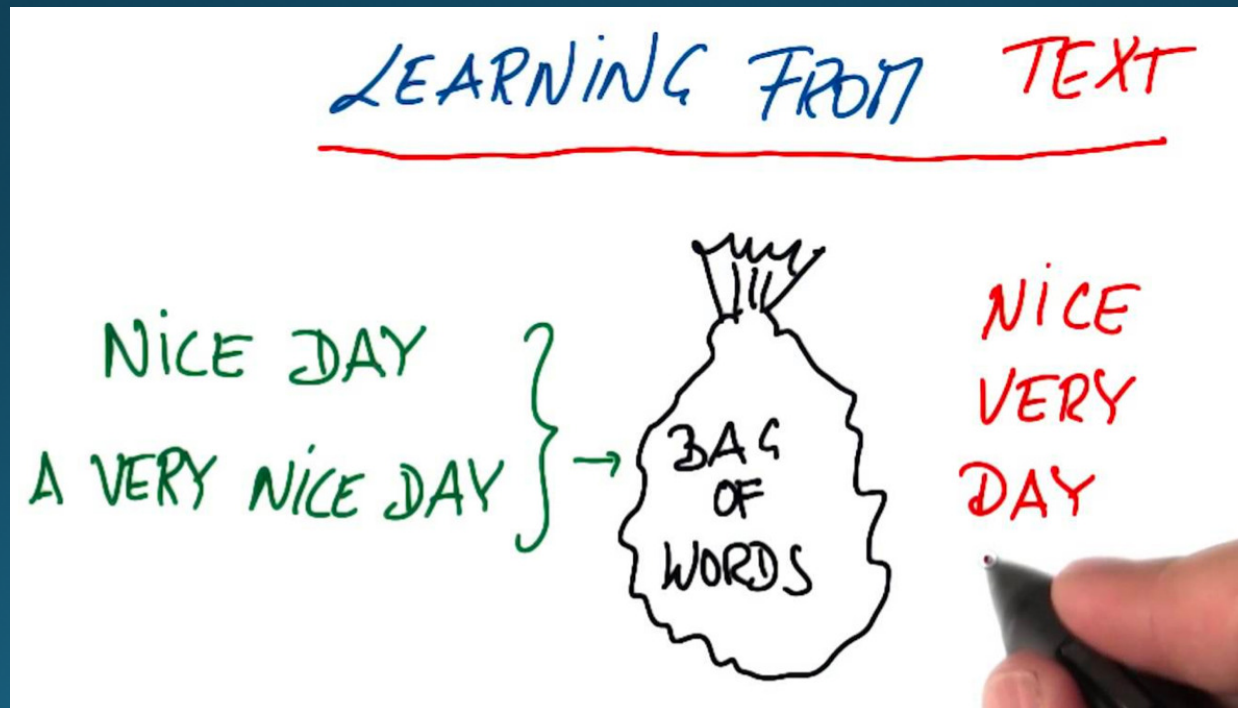 LEARNING FROM TEXT
NICE DAY
A VERY NICE DAY
BAG
OF
WORDS
NICE
VERY
DAY